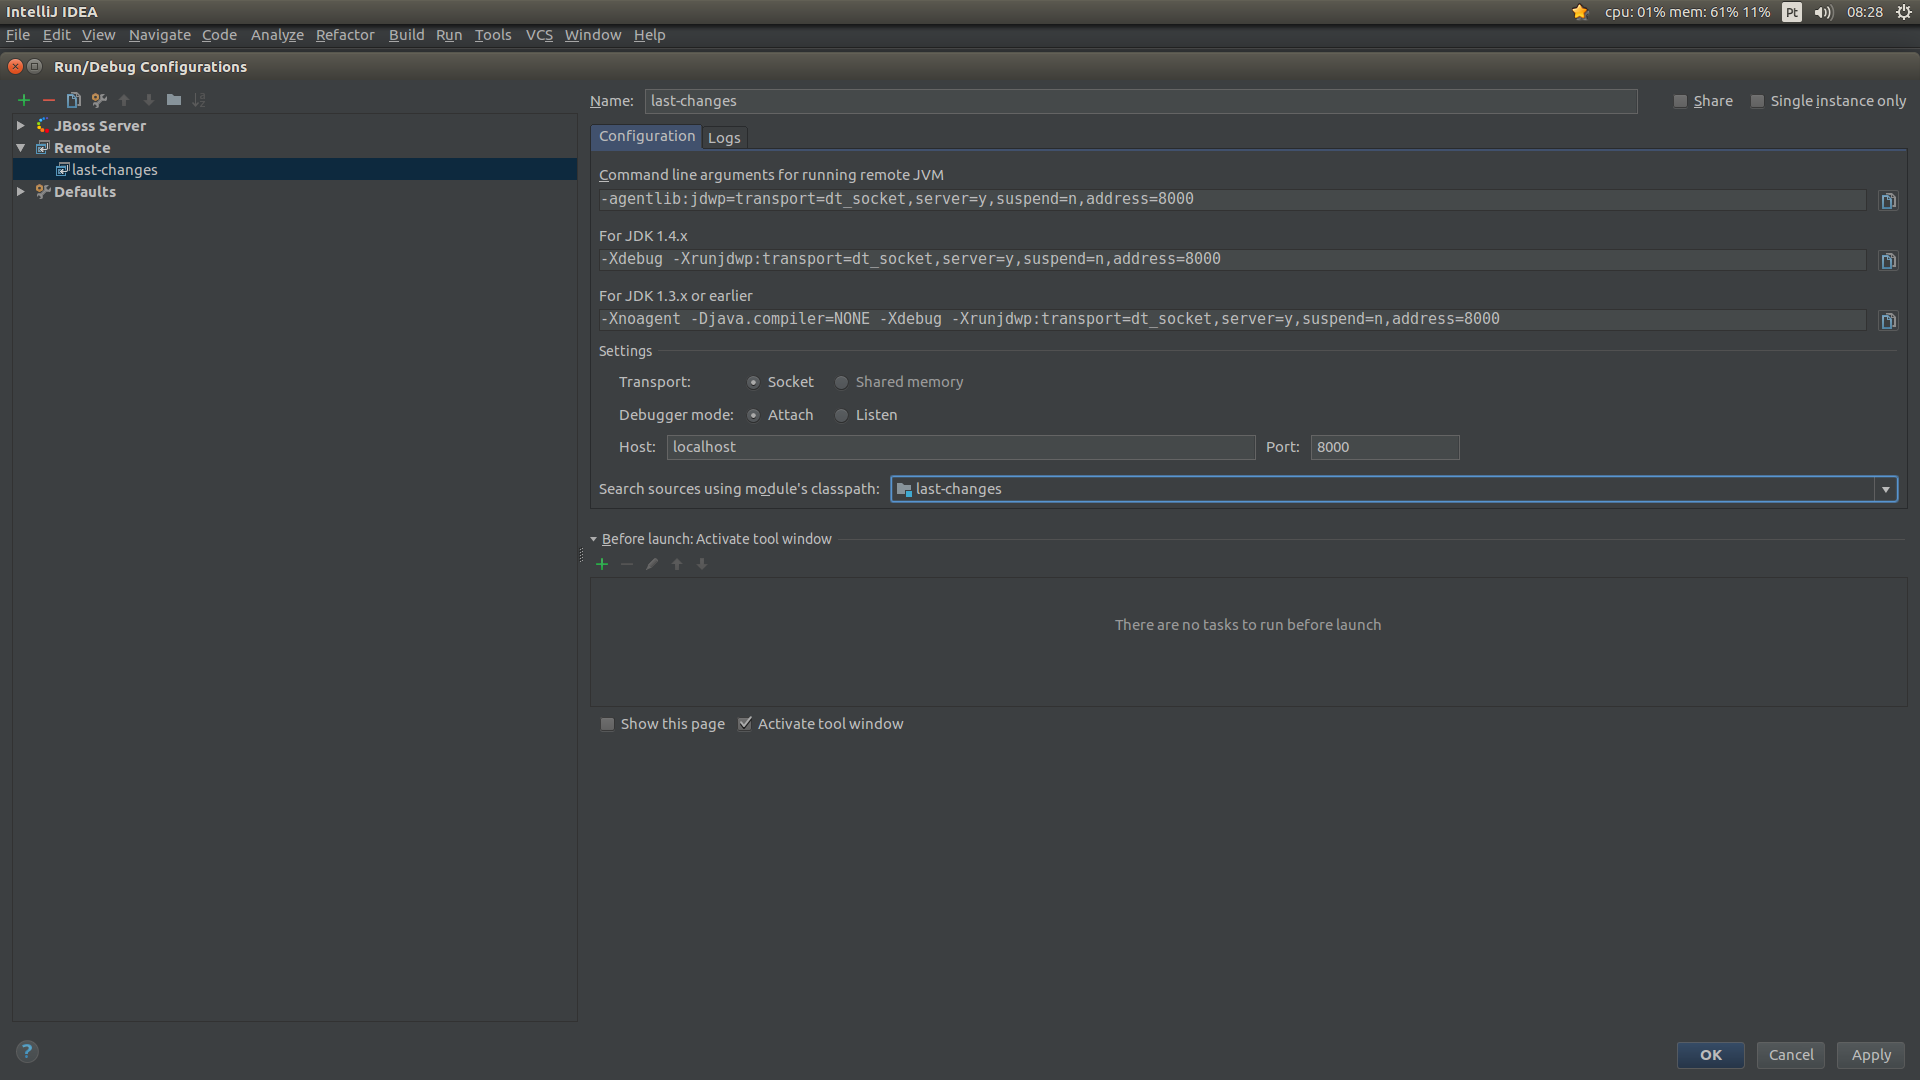 IntelliJ IDEA
cpu: 01% mem: 61% 11% Pt 08:28
File Edit View Navigate Code Analyze Refactor Build Run Tools VCS Window Help
Run/Debug Configurations
Name: last-changes Share Single instance only
JBoss Server
Remote
last-changes
Defaults
Configuration Logs
Command line arguments for running remote JVM
-agentlib:jdwp=transport=dt_socket,server=y,suspend=n,address=8000
For JDK 1.4.x
-Xdebug -Xrunjdwp:transport=dt_socket,server=y,suspend=n,address=8000
For JDK 1.3.x or earlier
-Xnoagent -Djava.compiler=NONE -Xdebug -Xrunjdwp:transport=dt_socket,server=y,suspend=n,address=8000
Settings
Transport: Socket Shared memory
Debugger mode: Attach Listen
Host: localhost Port: 8000
Search sources using module's classpath: last-changes
Before launch: Activate tool window
There are no tasks to run before launch
Show this page Activate tool window
? OK Cancel Apply